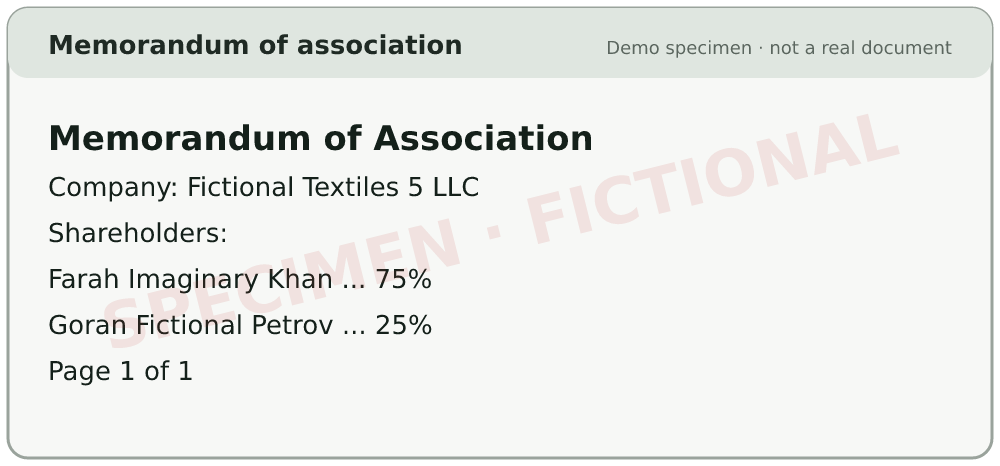 Memorandum of association
Demo specimen · not a real document
Memorandum of Association
Company: Fictional Textiles 5 LLC
Shareholders:
Farah Imaginary Khan ... 75%
Goran Fictional Petrov ... 25%
Page 1 of 1
SPECIMEN · FICTIONAL